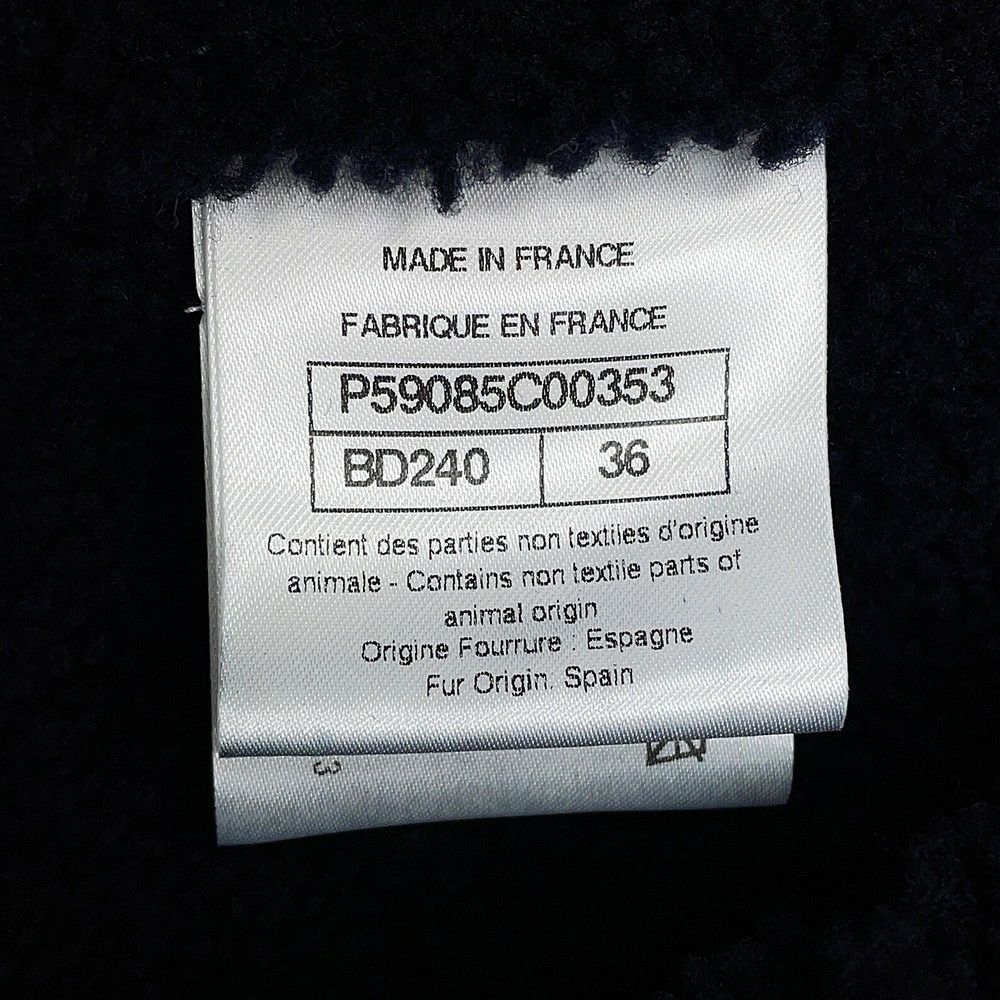 MADE IN FRANCE
FABRIQUE EN FRANCE
P59085C00353
BD240 36
Contient des parties non textiles d'origine
animale - Contains non textile parts of
animal origin
Origine Fourrure : Espagne
Fur Origin. Spain
3